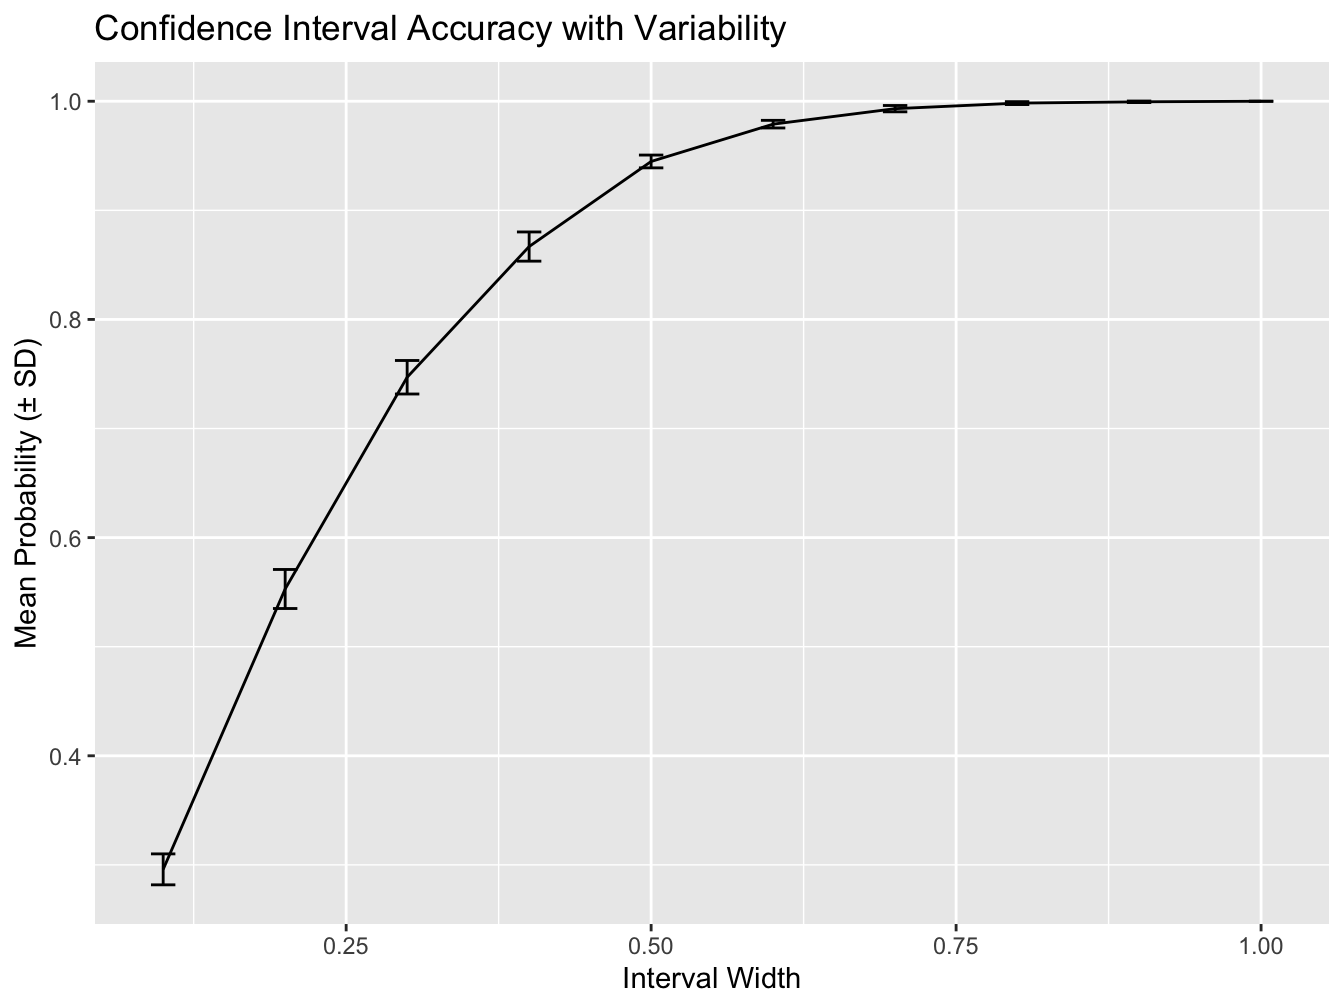 Confidence Interval Accuracy with Variability
Mean Probability (± SD)
1.0
0.8
0.6
0.4
0.25
0.50
0.75
1.00
Interval Width